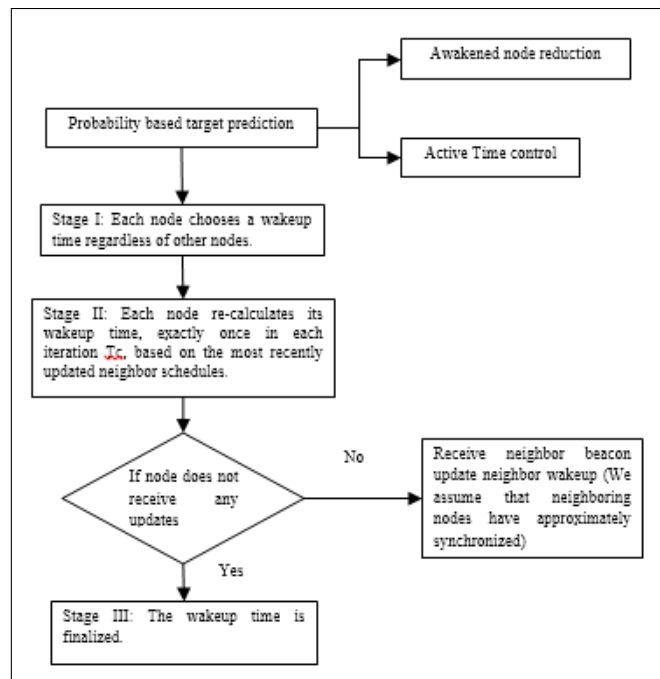 Awakened node reduction
Probability based target prediction
Active Time control
Stage I: Each node chooses a wakeup
time regardless of other nodes.
Stage II: Each node re-calculates its
wakeup time, exactly once in each
iteration Tc, based on the most recently
updated neighbor schedules.
If node does not
receive any
updates
No
Receive neighbor beacon
update neighbor wakeup (We
assume that neighboring
nodes have approximately
synchronized)
Yes
Stage III: The wakeup time is
finalized.